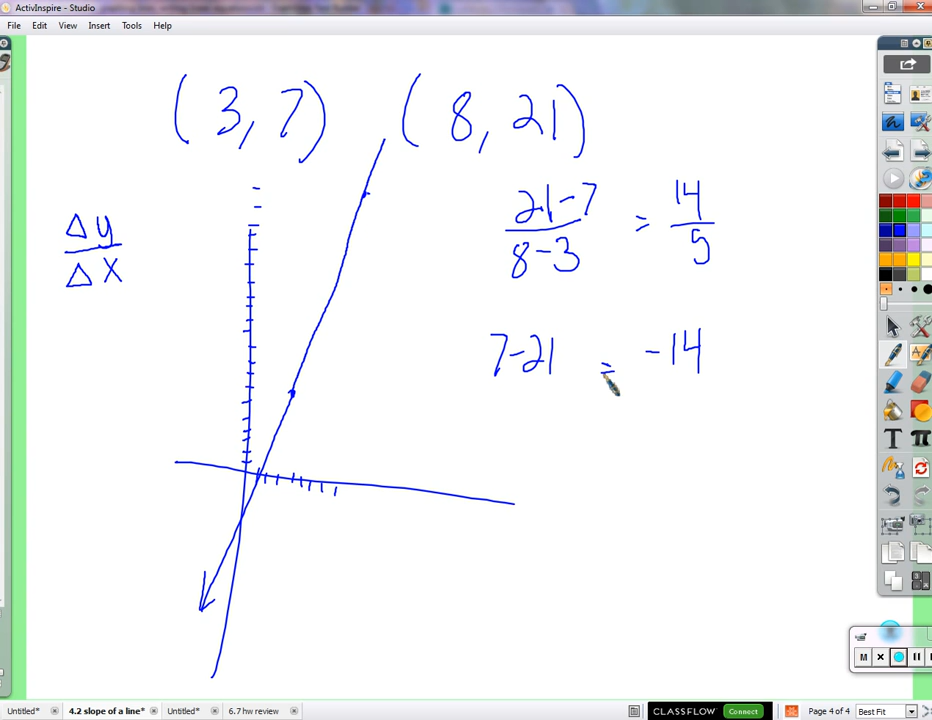 ActivInspire - Studio
File Edit View Insert Tools Help
(3, 7) (8, 21)
Δy
ΔX
21-7
8-3
=
14
5
7-21 = -14
T π
M
Untitled* 4.2 slope of a line* Untitled* 6.7 hw review
CLASSFLOW Connect
Page 4 of 4 Best Fit